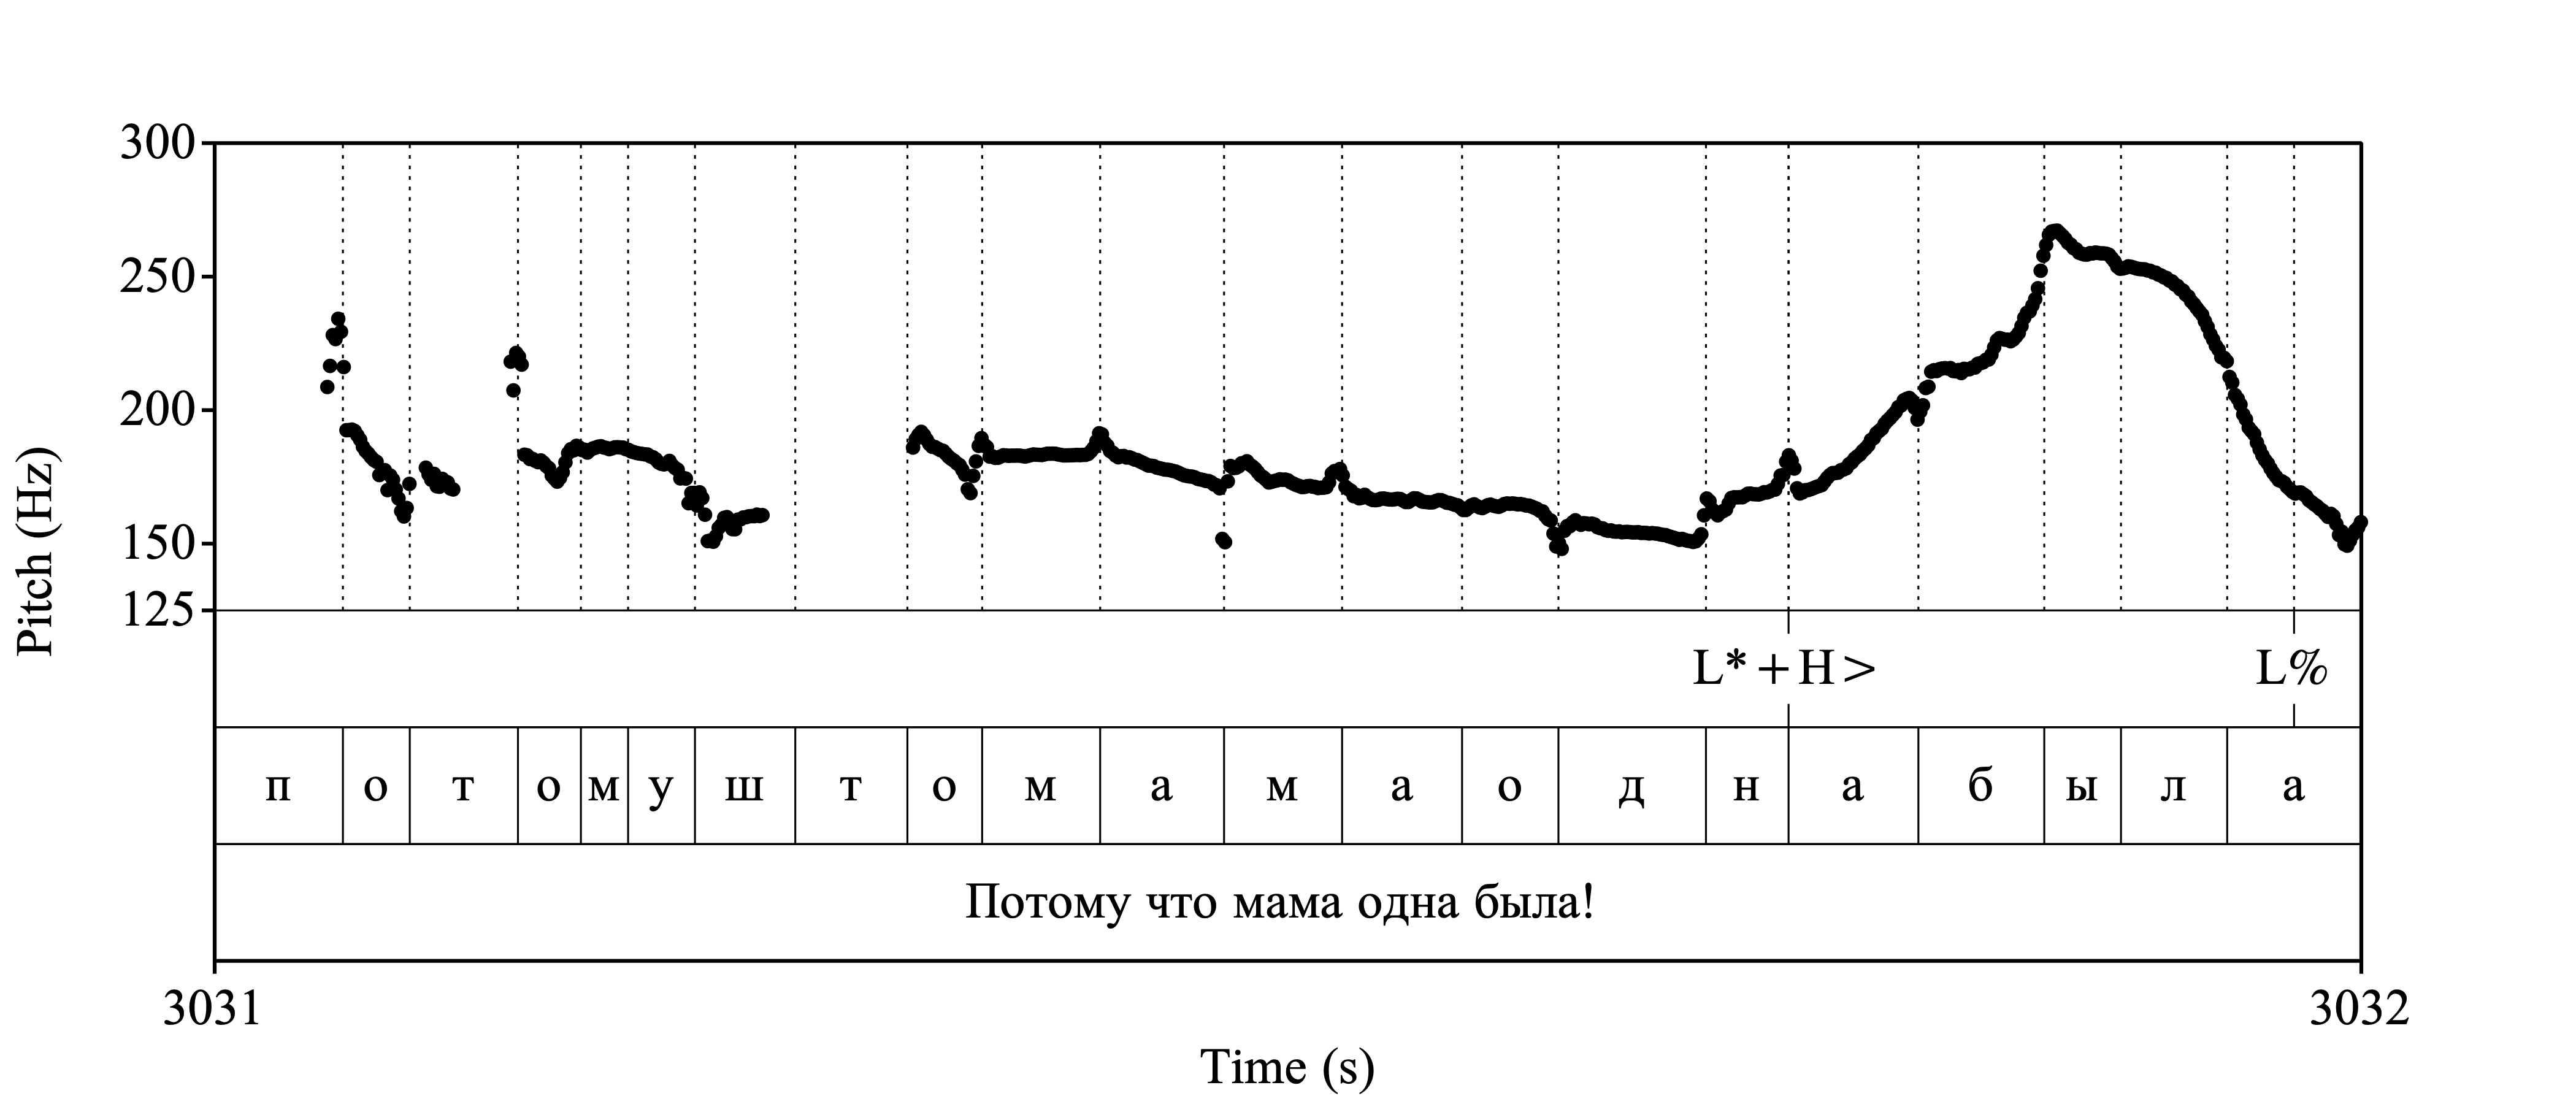 300
250
200
150
125
Pitch (Hz)
L*+H> L%
п о т о м у ш т о м а м а о д н а б ы л а
Потому что мама одна была!
3031 3032
Time (s)